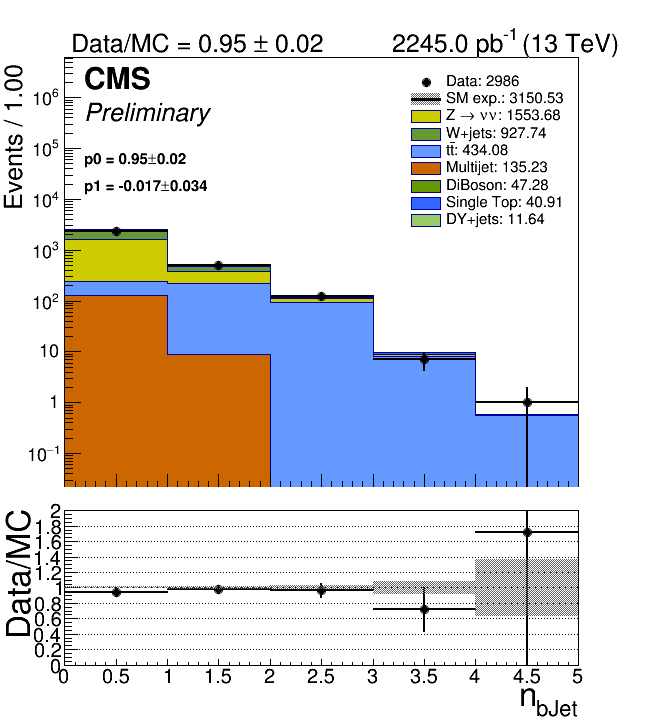 Data/MC = 0.95 ± 0.02 2245.0 pb⁻¹ (13 TeV)
CMS
Preliminary
p0 = 0.95±0.02
p1 = -0.017±0.034
Data: 2986
SM exp.: 3150.53
Z → νν: 1553.68
W+jets: 927.74
tt̄: 434.08
Multijet: 135.23
DiBoson: 47.28
Single Top: 40.91
DY+jets: 11.64
Events / 1.00
10⁶
10⁵
10⁴
10³
10²
10
1
10⁻¹
Data/MC
2
1.8
1.6
1.4
1.2
1
0.8
0.6
0.4
0.2
0
0 0.5 1 1.5 2 2.5 3 3.5 4 4.5 5
n_bJet